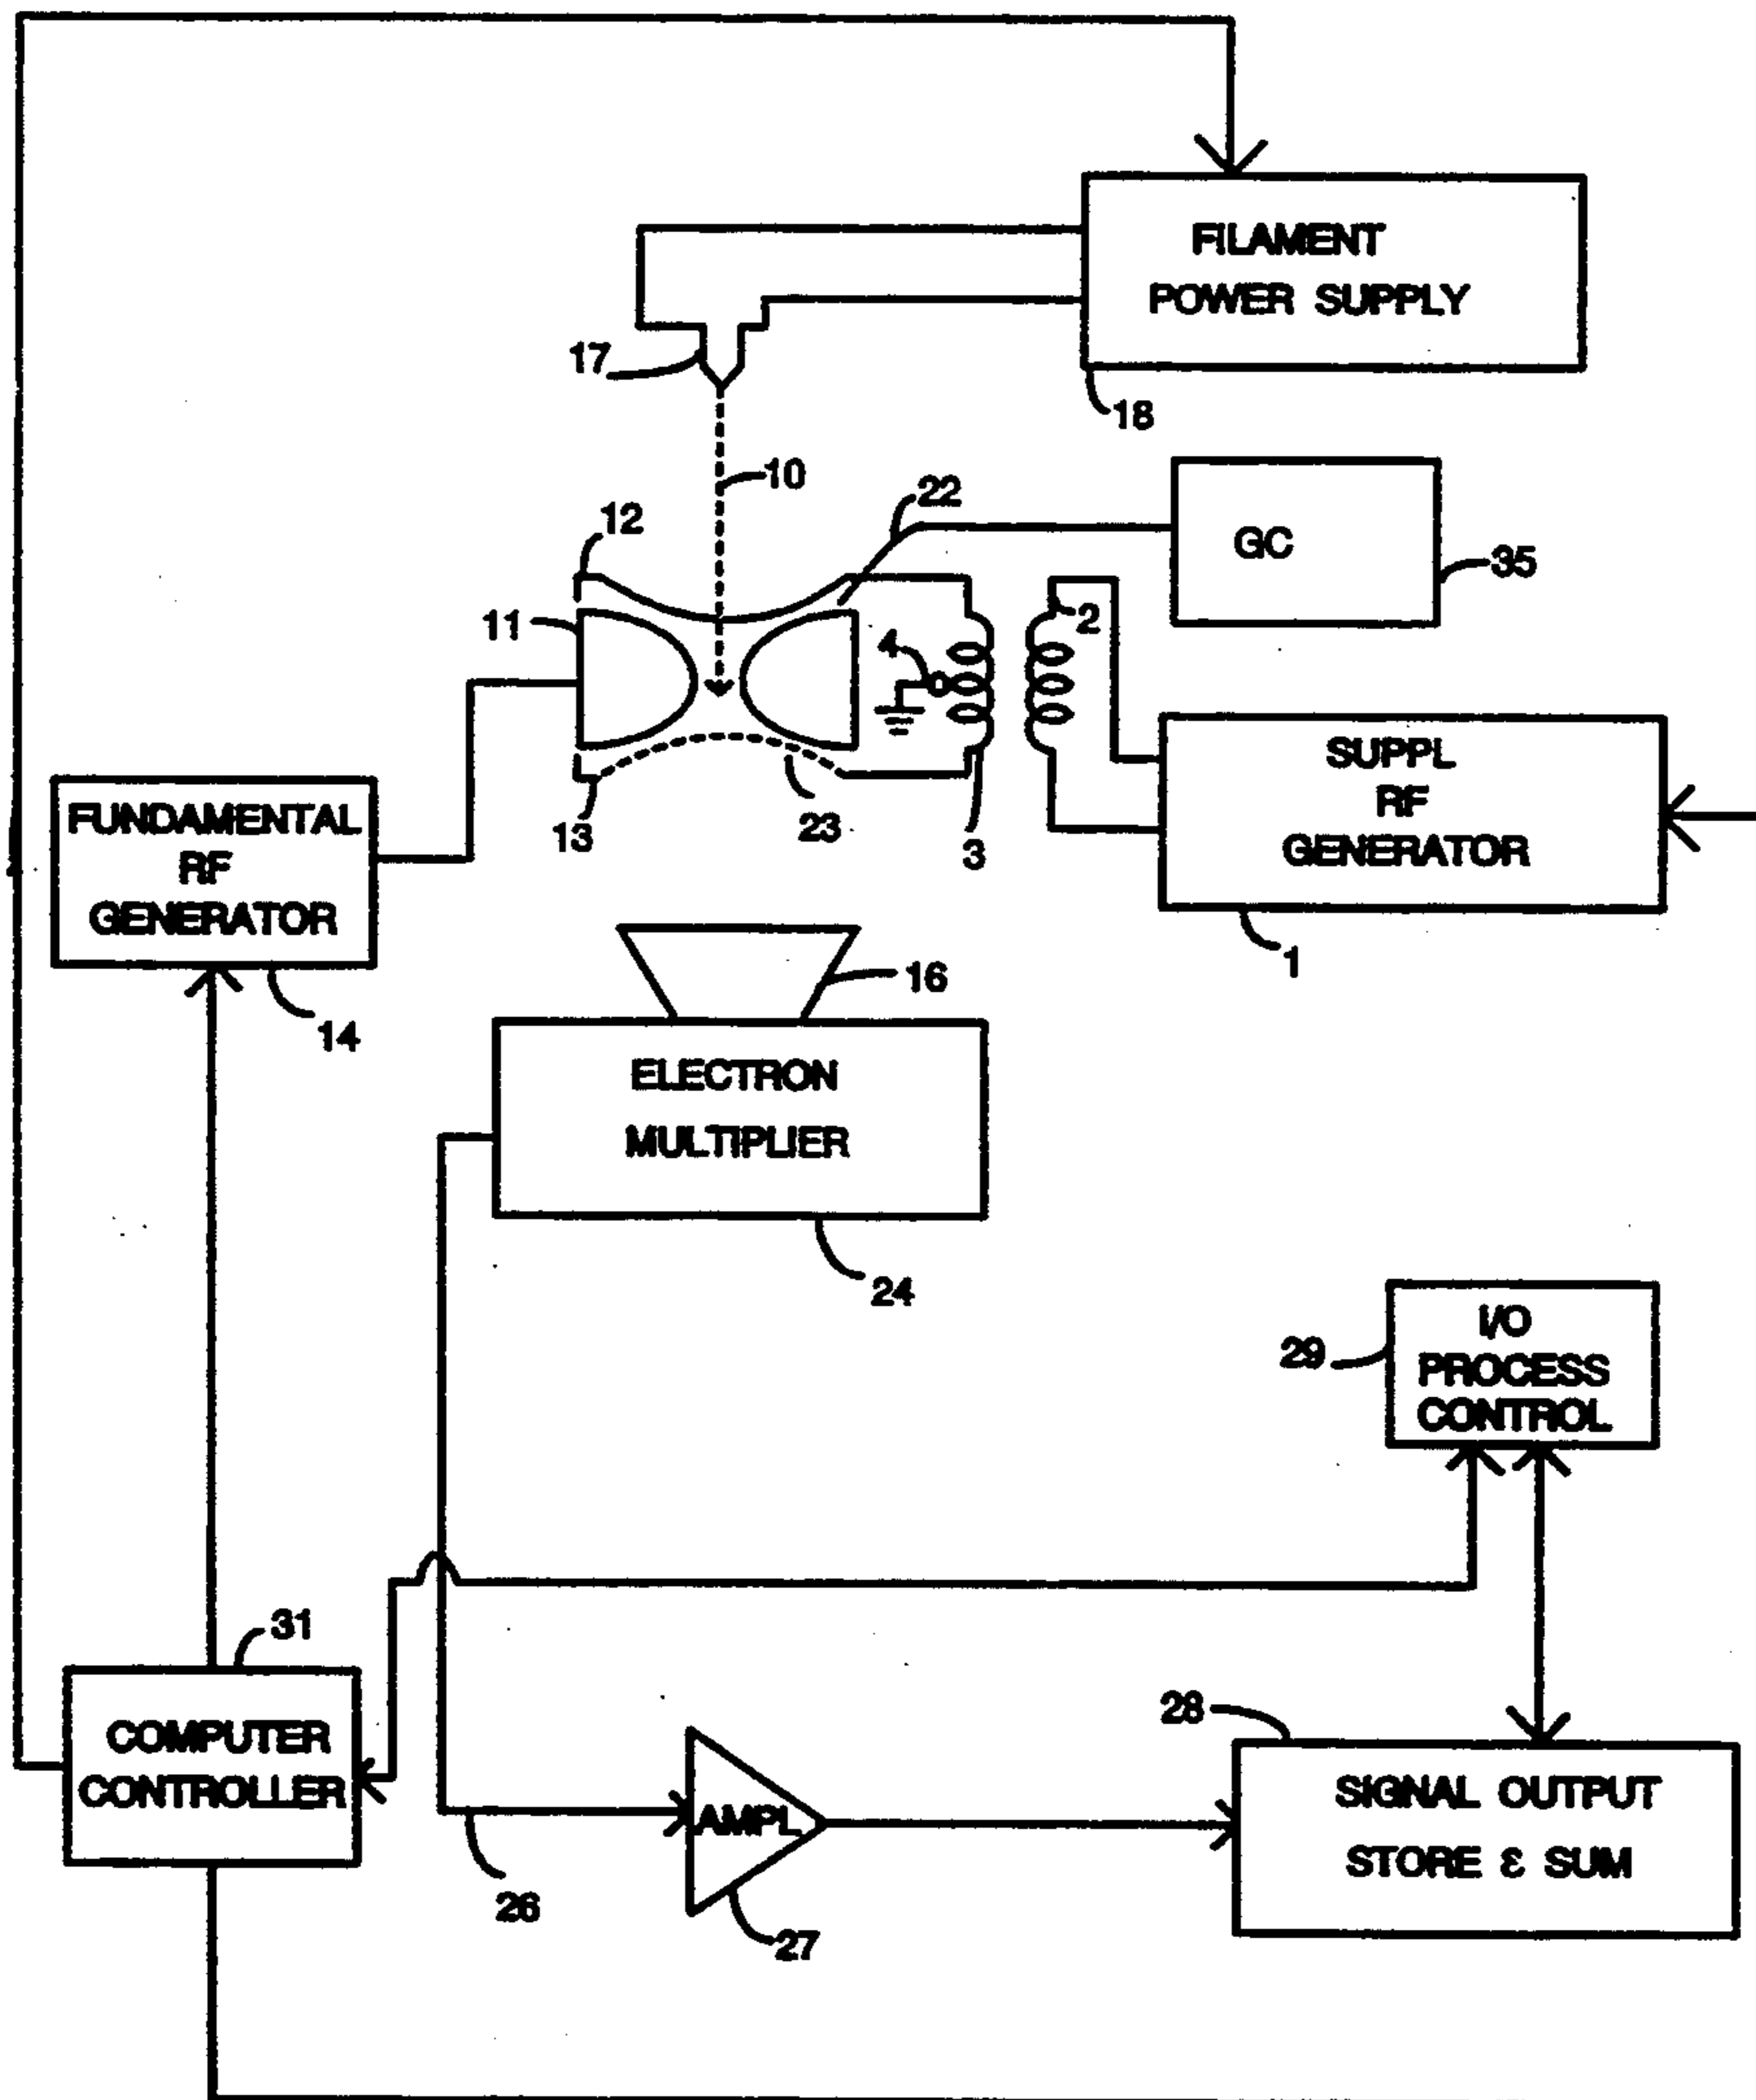 FILAMENT
POWER SUPPLY
17
18
10
22
12
GC
35
11
2
4
SUPPL
RF
GENERATOR
FUNDAMENTAL
RF
GENERATOR
13
23
3
1
16
14
ELECTRON
MULTIPLIER
24
I/O
PROCESS
CONTROL
29
31
COMPUTER
CONTROLLER
28
AMPL
SIGNAL OUTPUT
STORE & SUM
26
27